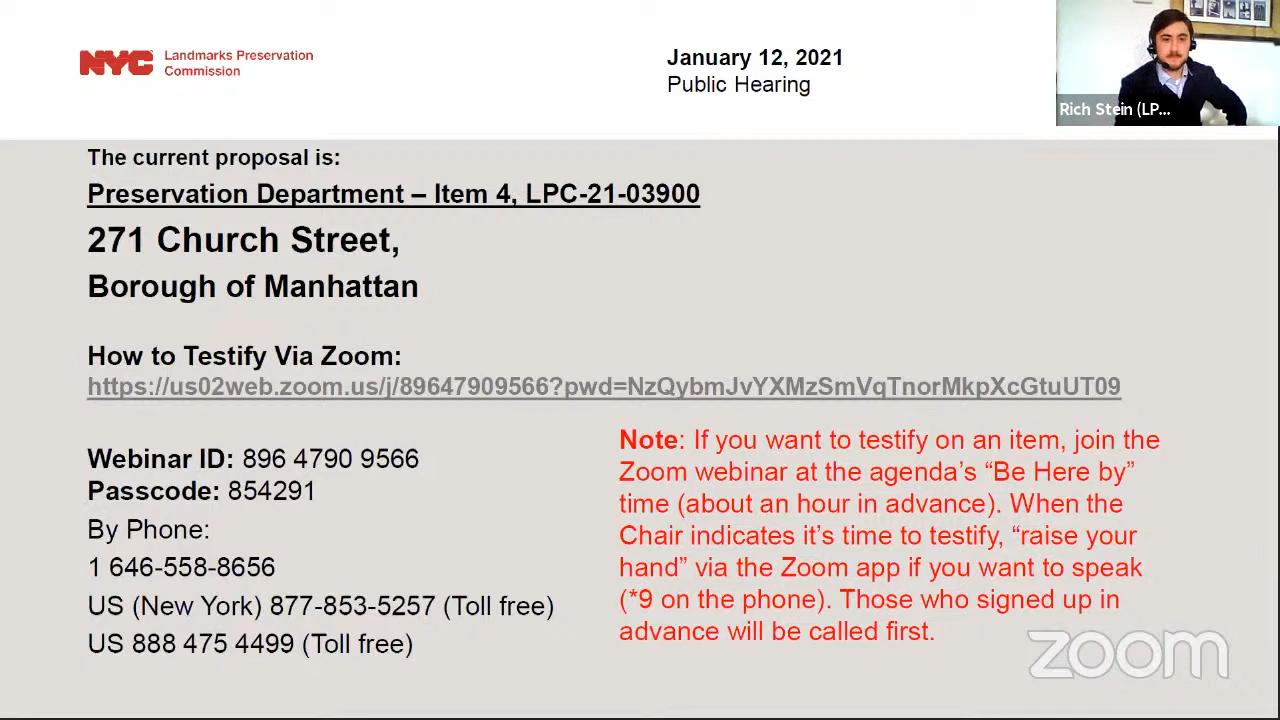 NYC Landmarks Preservation
Commission
January 12, 2021
Public Hearing
Rich Stein (LP...
The current proposal is:
Preservation Department – Item 4, LPC-21-03900
271 Church Street,
Borough of Manhattan
How to Testify Via Zoom:
https://us02web.zoom.us/j/89647909566?pwd=NzQybmJvYXMzSmVqTnorMkpXcGtuUT09
Webinar ID: 896 4790 9566
Passcode: 854291
By Phone:
1 646-558-8656
US (New York) 877-853-5257 (Toll free)
US 888 475 4499 (Toll free)
Note: If you want to testify on an item, join the
Zoom webinar at the agenda’s “Be Here by”
time (about an hour in advance). When the
Chair indicates it’s time to testify, “raise your
hand” via the Zoom app if you want to speak
(*9 on the phone). Those who signed up in
advance will be called first.
zoom